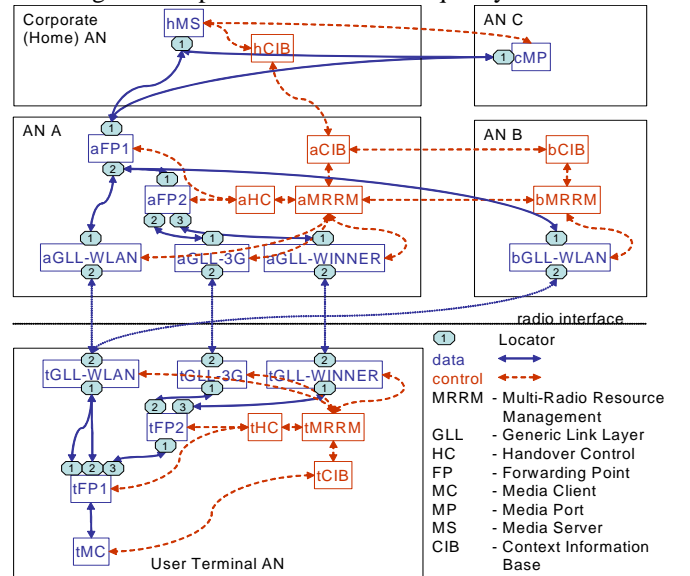 Corporate
(Home) AN
hMS
1
hCIB
AN C
1
cMP
AN A
1
aFP1
2
1
aFP2
2 3
aHC
aCIB
aMRRM
AN B
bCIB
bMRRM
1
aGLL-WLAN
2
1
aGLL-3G
2
1
aGLL-WINNER
2
1
bGLL-WLAN
2
radio interface
2
tGLL-WLAN
1
2
tGLL-3G
1
2
tGLL-WINNER
1
2 3
tFP2
1
tHC
tMRRM
tCIB
1 2 3
tFP1
tMC
User Terminal AN
1 Locator
data
control
MRRM - Multi-Radio Resource
Management
GLL - Generic Link Layer
HC - Handover Control
FP - Forwarding Point
MC - Media Client
MP - Media Port
MS - Media Server
CIB - Context Information
Base